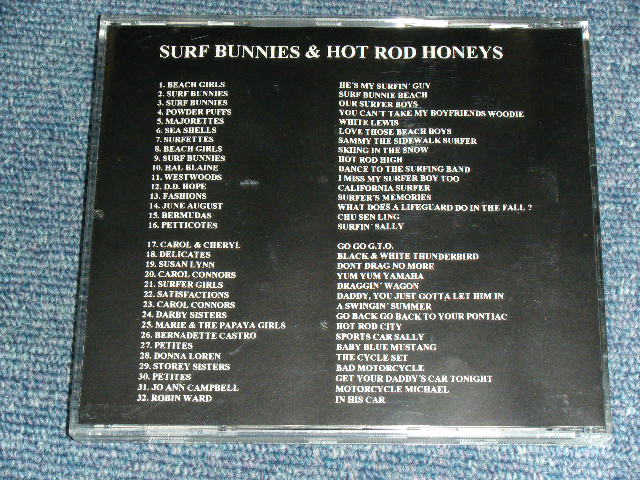 SURF BUNNIES & HOT ROD HONEYS
1. BEACH GIRLS HE'S MY SURFIN' GUY
2. SURF BUNNIES SURF BUNNIE BEACH
3. SURF BUNNIES OUR SURFER BOYS
4. POWDER PUFFS YOU CAN'T TAKE MY BOYFRIENDS WOODIE
5. MAJORETTES WHITE LEWIS
6. SEA SHELLS LOVE THOSE BEACH BOYS
7. SURFETTES SAMMY THE SIDEWALK SURFER
8. BEACH GIRLS SKIING IN THE SNOW
9. SURF BUNNIES HOT ROD HIGH
10. HAL BLAINE DANCE TO THE SURFING BAND
11. WESTWOODS I MISS MY SURFER BOY TOO
12. D.D. HOPE CALIFORNIA SURFER
13. FASHIONS SURFER'S MEMORIES
14. JUNE AUGUST WHAT DOES A LIFEGUARD DO IN THE FALL ?
15. BERMUDAS CHU SEN LING
16. PETTICOTES SURFIN' SALLY
17. CAROL & CHERYL GO GO G.T.O.
18. DELICATES BLACK & WHITE THUNDERBIRD
19. SUSAN LYNN DONT DRAG NO MORE
20. CAROL CONNORS YUM YUM YAMAHA
21. SURFER GIRLS DRAGGIN' WAGON
22. SATISFACTIONS DADDY, YOU JUST GOTTA LET HIM IN
23. CAROL CONNORS A SWINGIN' SUMMER
24. DARBY SISTERS GO BACK GO BACK TO YOUR PONTIAC
25. MARIE & THE PAPAYA GIRLS HOT ROD CITY
26. BERNADETTE CASTRO SPORTS CAR SALLY
27. PETITES BABY BLUE MUSTANG
28. DONNA LOREN THE CYCLE SET
29. STOREY SISTERS BAD MOTORCYCLE
30. PETITES GET YOUR DADDY'S CAR TONIGHT
31. JO ANN CAMPBELL MOTORCYCLE MICHAEL
32. ROBIN WARD IN HIS CAR